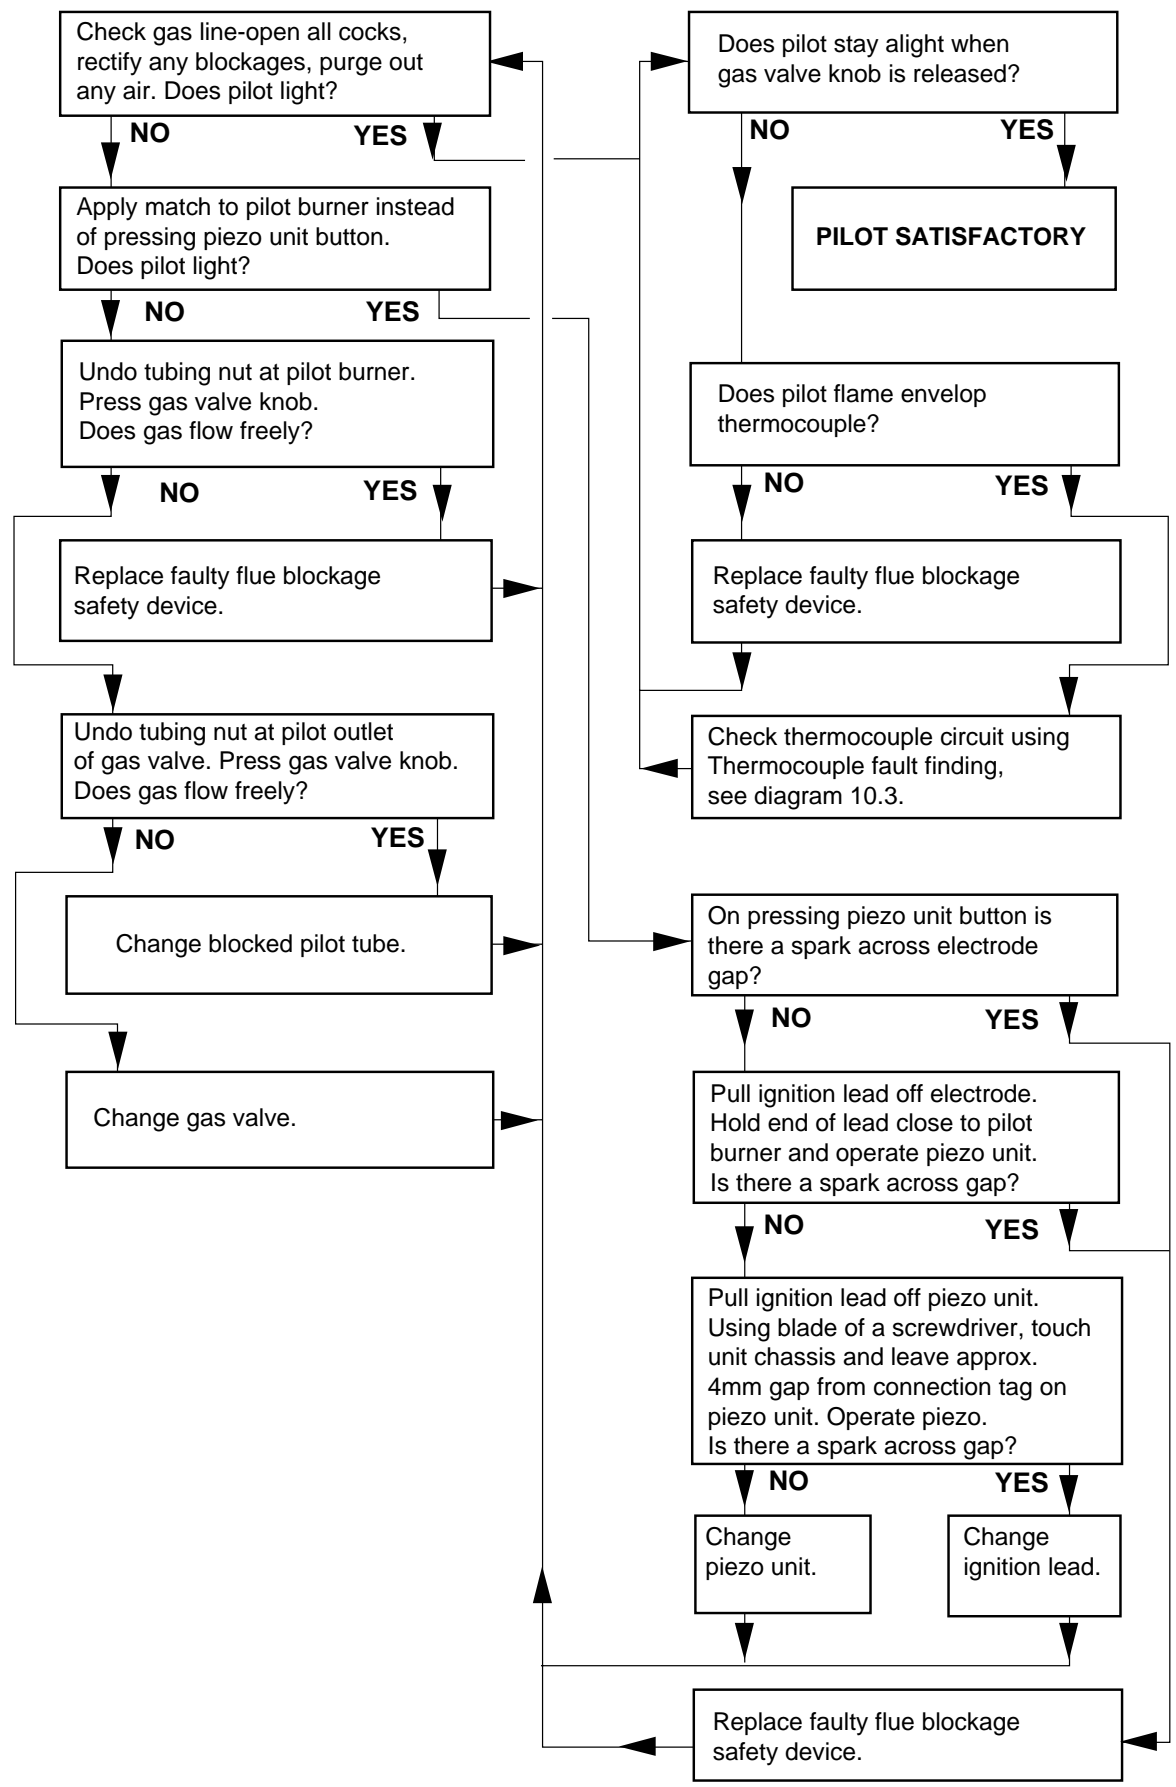 Check gas line-open all cocks,
rectify any blockages, purge out
any air. Does pilot light?
NO
YES
Apply match to pilot burner instead
of pressing piezo unit button.
Does pilot light?
NO
YES
Undo tubing nut at pilot burner.
Press gas valve knob.
Does gas flow freely?
NO
YES
Replace faulty flue blockage
safety device.
Undo tubing nut at pilot outlet
of gas valve. Press gas valve knob.
Does gas flow freely?
NO
YES
Change blocked pilot tube.
Change gas valve.
Does pilot stay alight when
gas valve knob is released?
NO
YES
PILOT SATISFACTORY
Does pilot flame envelop
thermocouple?
NO
YES
Replace faulty flue blockage
safety device.
Check thermocouple circuit using
Thermocouple fault finding,
see diagram 10.3.
On pressing piezo unit button is
there a spark across electrode
gap?
NO
YES
Pull ignition lead off electrode.
Hold end of lead close to pilot
burner and operate piezo unit.
Is there a spark across gap?
NO
YES
Pull ignition lead off piezo unit.
Using blade of a screwdriver, touch
unit chassis and leave approx.
4mm gap from connection tag on
piezo unit. Operate piezo.
Is there a spark across gap?
NO
YES
Change
piezo unit.
Change
ignition lead.
Replace faulty flue blockage
safety device.